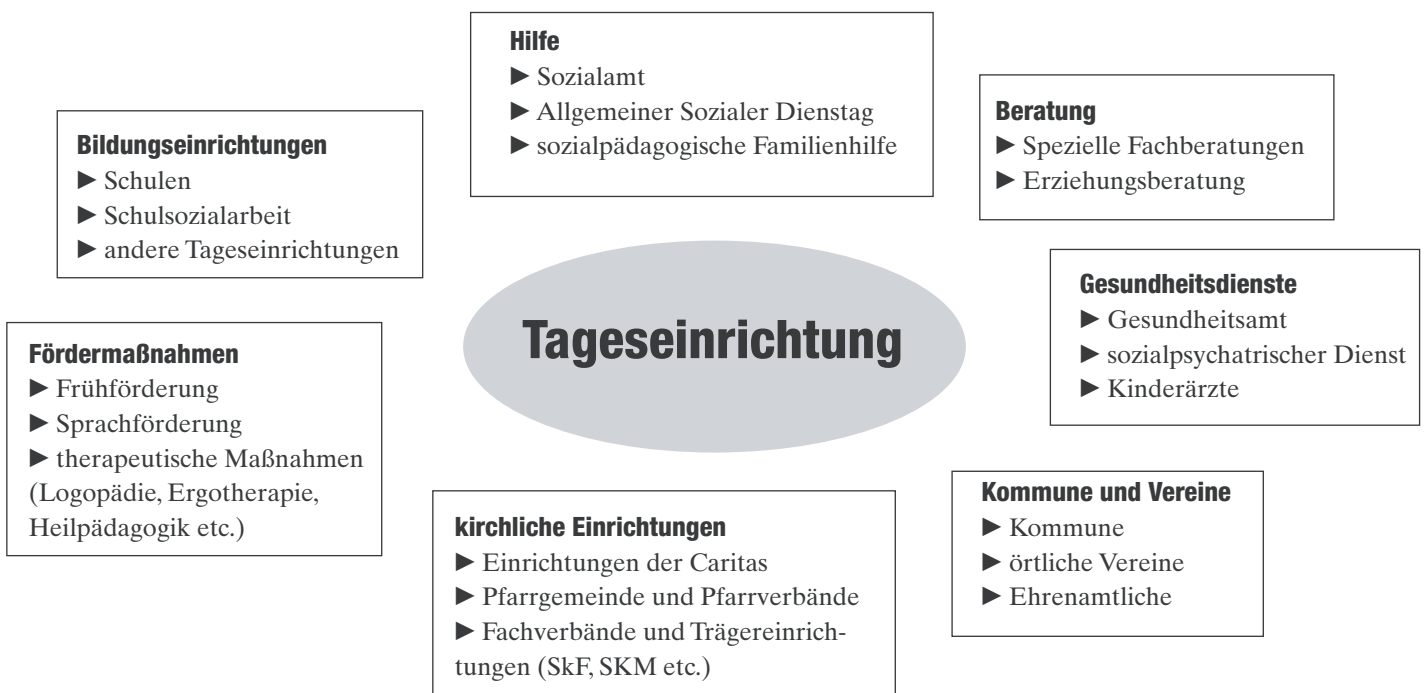 Hilfe
► Sozialamt
► Allgemeiner Sozialer Dienstag
► sozialpädagogische Familienhilfe
Beratung
► Spezielle Fachberatungen
► Erziehungsberatung
Bildungseinrichtungen
► Schulen
► Schulsozialarbeit
► andere Tageseinrichtungen
Gesundheitsdienste
► Gesundheitsamt
► sozialpsychatrischer Dienst
► Kinderärzte
Tageseinrichtung
Fördermaßnahmen
► Frühförderung
► Sprachförderung
► therapeutische Maßnahmen
(Logopädie, Ergotherapie,
Heilpädagogik etc.)
kirchliche Einrichtungen
► Einrichtungen der Caritas
► Pfarrgemeinde und Pfarrverbände
► Fachverbände und Trägereinrich-
tungen (SkF, SKM etc.)
Kommune und Vereine
► Kommune
► örtliche Vereine
► Ehrenamtliche